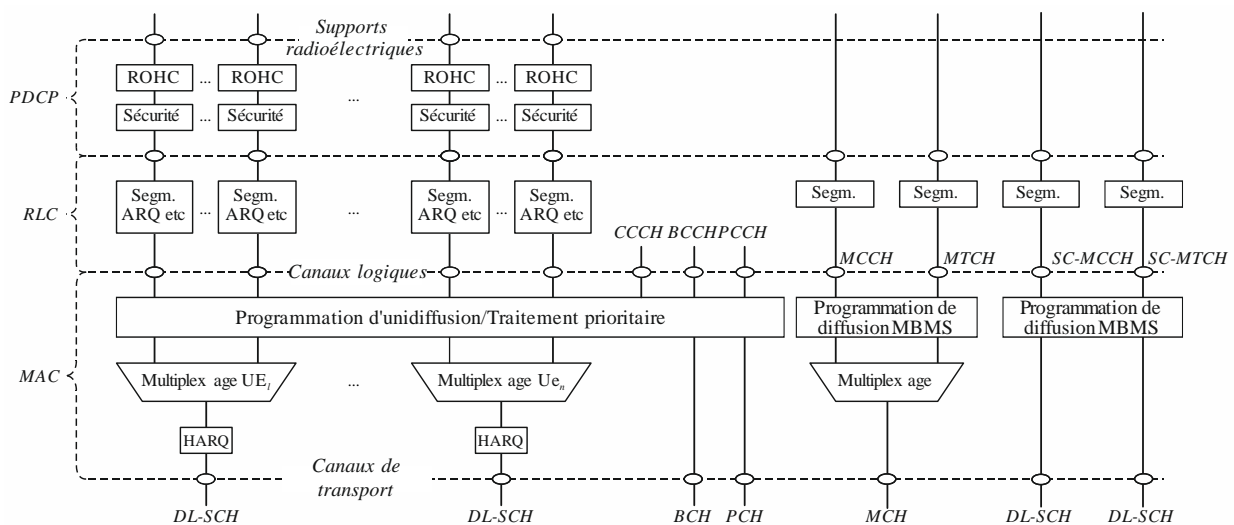 Supports
radioélectriques
ROHC ... ROHC ROHC ... ROHC
PDCP ...
Sécurité ... Sécurité Sécurité ... Sécurité
Segm. ARQ etc ... Segm. ARQ etc ... Segm. ARQ etc ... Segm. ARQ etc Segm. Segm. Segm. Segm.
RLC
CCCH BCCH PCCH
Canaux logiques MCCH MTCH SC-MCCH SC-MTCH
Programmation d'unidiffusion/Traitement prioritaire
Programmation de
diffusion MBMS
Programmation de
diffusion MBMS
MAC
Multiplex age UE1 ... Multiplex age Uen Multiplex age
HARQ HARQ
Canaux de
transport
DL-SCH DL-SCH BCH PCH MCH DL-SCH DL-SCH